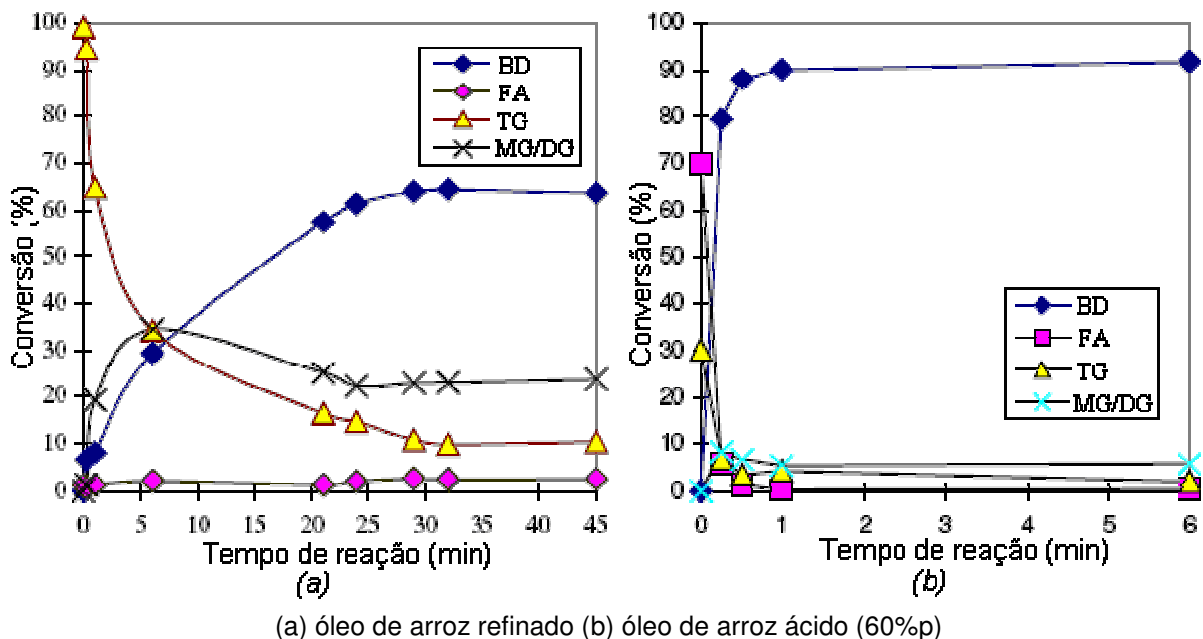 100
90
80
70
60
50
40
30
20
10
0
Conversão (%)
BD
FA
TG
MG/DG
0 5 10 15 20 25 30 35 40 45
Tempo de reação (min)
(a)
100
90
80
70
60
50
40
30
20
10
0
Conversão (%)
BD
FA
TG
MG/DG
0 1 2 3 4 5 6
Tempo de reação (min)
(b)
(a) óleo de arroz refinado (b) óleo de arroz ácido (60%p)